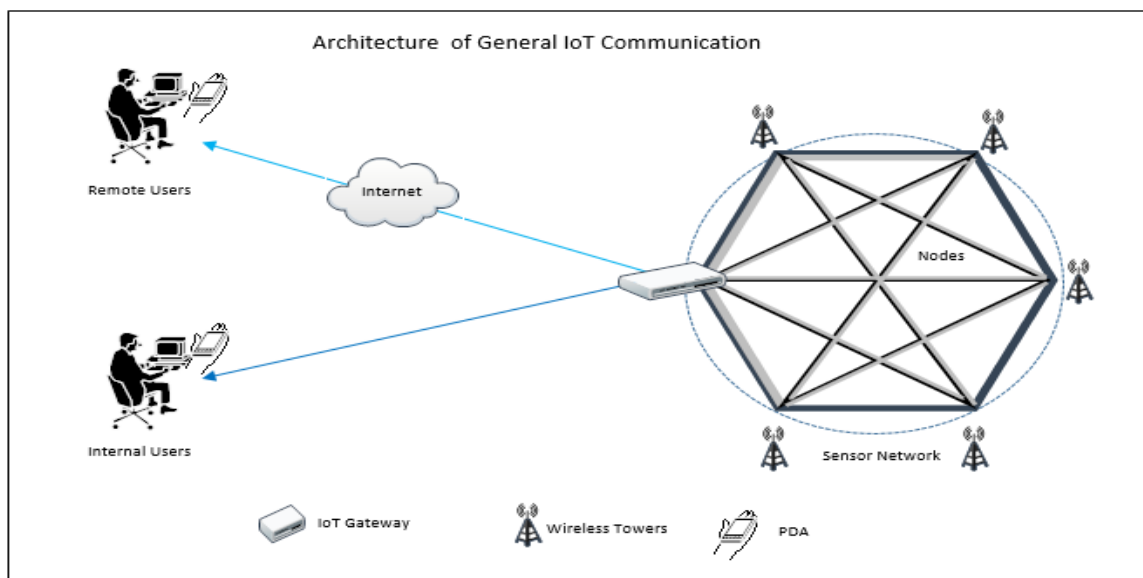 Architecture of General IoT Communication
Remote Users
Internet
Nodes
Internal Users
Sensor Network
IoT Gateway
Wireless Towers
PDA